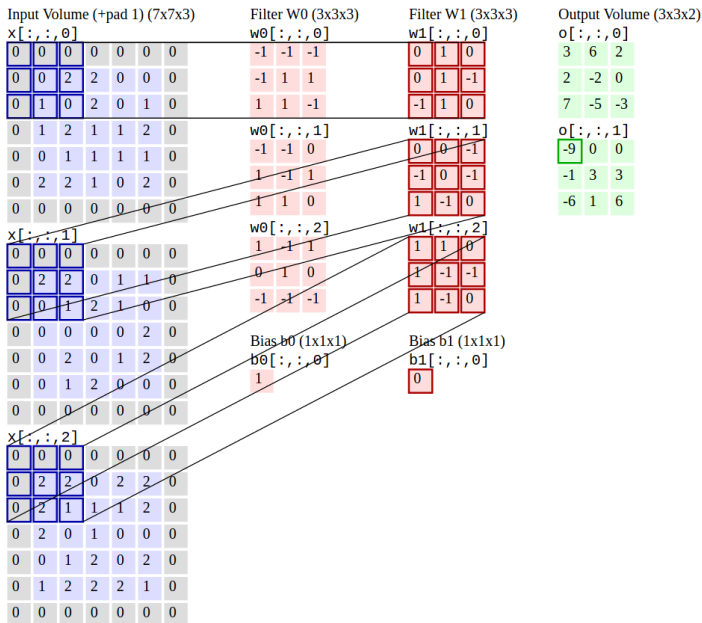 Input Volume (+pad 1) (7x7x3)
x[:,:,0]
0 0 0 0 0 0 0
0 0 2 2 0 0 0
0 1 0 2 0 1 0
0 1 2 1 1 2 0
0 0 1 1 1 1 0
0 2 2 1 0 2 0
0 0 0 0 0 0 0
x[:,:,1]
0 0 0 0 0 0 0
0 2 2 0 1 1 0
0 0 1 2 1 0 0
0 0 0 0 0 2 0
0 0 2 0 1 2 0
0 0 1 2 0 0 0
0 0 0 0 0 0 0
x[:,:,2]
0 0 0 0 0 0 0
0 2 2 0 2 2 0
0 2 1 1 1 2 0
0 2 0 1 0 0 0
0 0 1 2 0 2 0
0 1 2 2 2 1 0
0 0 0 0 0 0 0
Filter W0 (3x3x3)
w0[:,:,0]
-1 -1 -1
-1 1 1
1 1 -1
w0[:,:,1]
-1 -1 0
1 -1 1
1 1 0
w0[:,:,2]
1 -1 1
0 1 0
-1 -1 -1
Bias b0 (1x1x1)
b0[:,:,0]
1
Filter W1 (3x3x3)
w1[:,:,0]
0 1 0
0 1 -1
-1 1 0
w1[:,:,1]
0 0 -1
-1 0 -1
1 -1 0
w1[:,:,2]
1 1 0
1 -1 -1
1 -1 0
Bias b1 (1x1x1)
b1[:,:,0]
0
Output Volume (3x3x2)
o[:,:,0]
3 6 2
2 -2 0
7 -5 -3
o[:,:,1]
-9 0 0
-1 3 3
-6 1 6